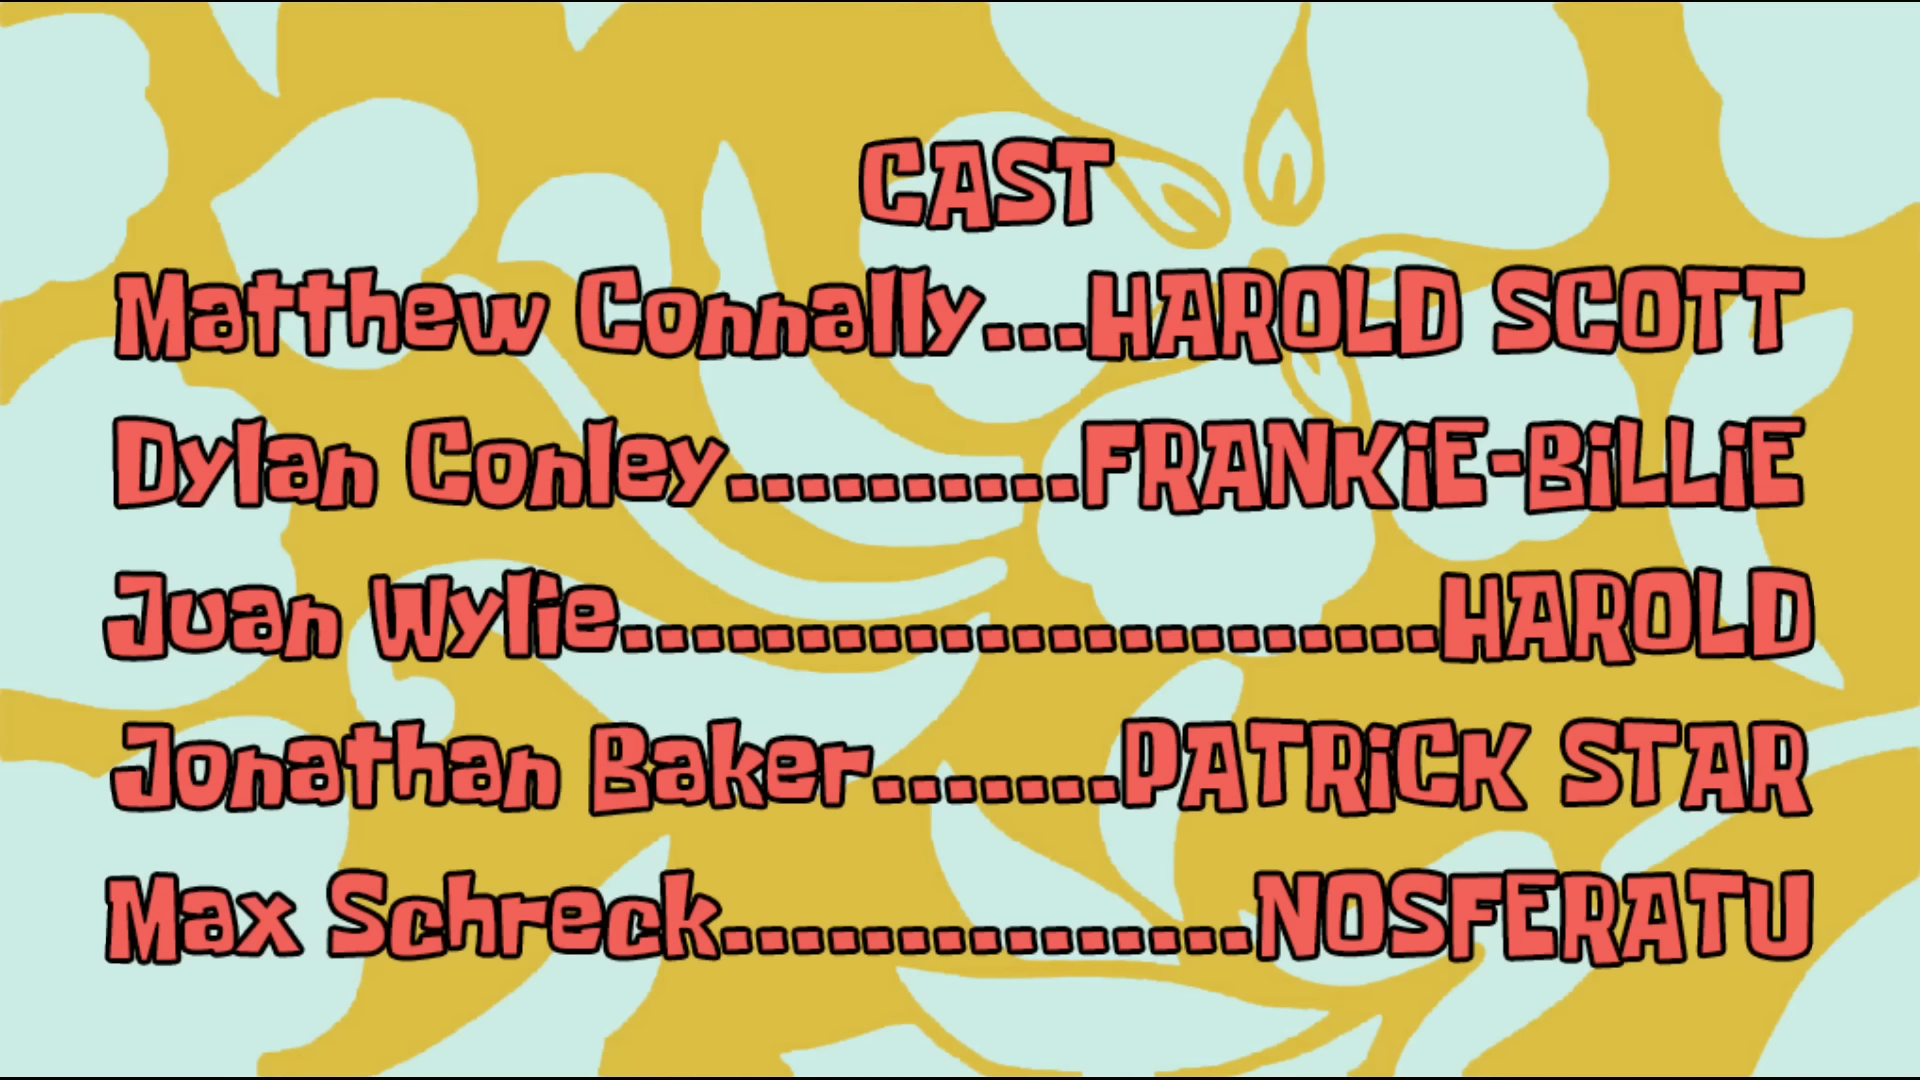 CAST
Matthew Connally...HAROLD SCOTT
Dylan Conley..........FRANKiE-BiLLiE
Juan Wylie.......................HAROLD
Jonathan Baker.......PATRiCK STAR
Max Schreck...............NOSFERATU